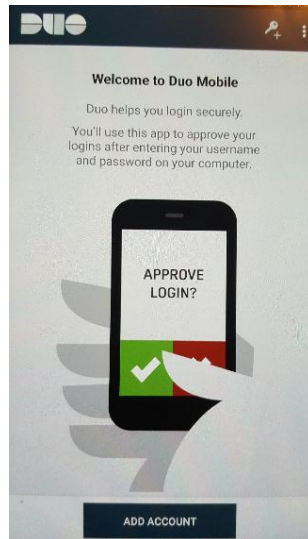 DUO
Welcome to Duo Mobile
Duo helps you login securely.
You'll use this app to approve your
logins after entering your username
and password on your computer.
APPROVE
LOGIN?
ADD ACCOUNT